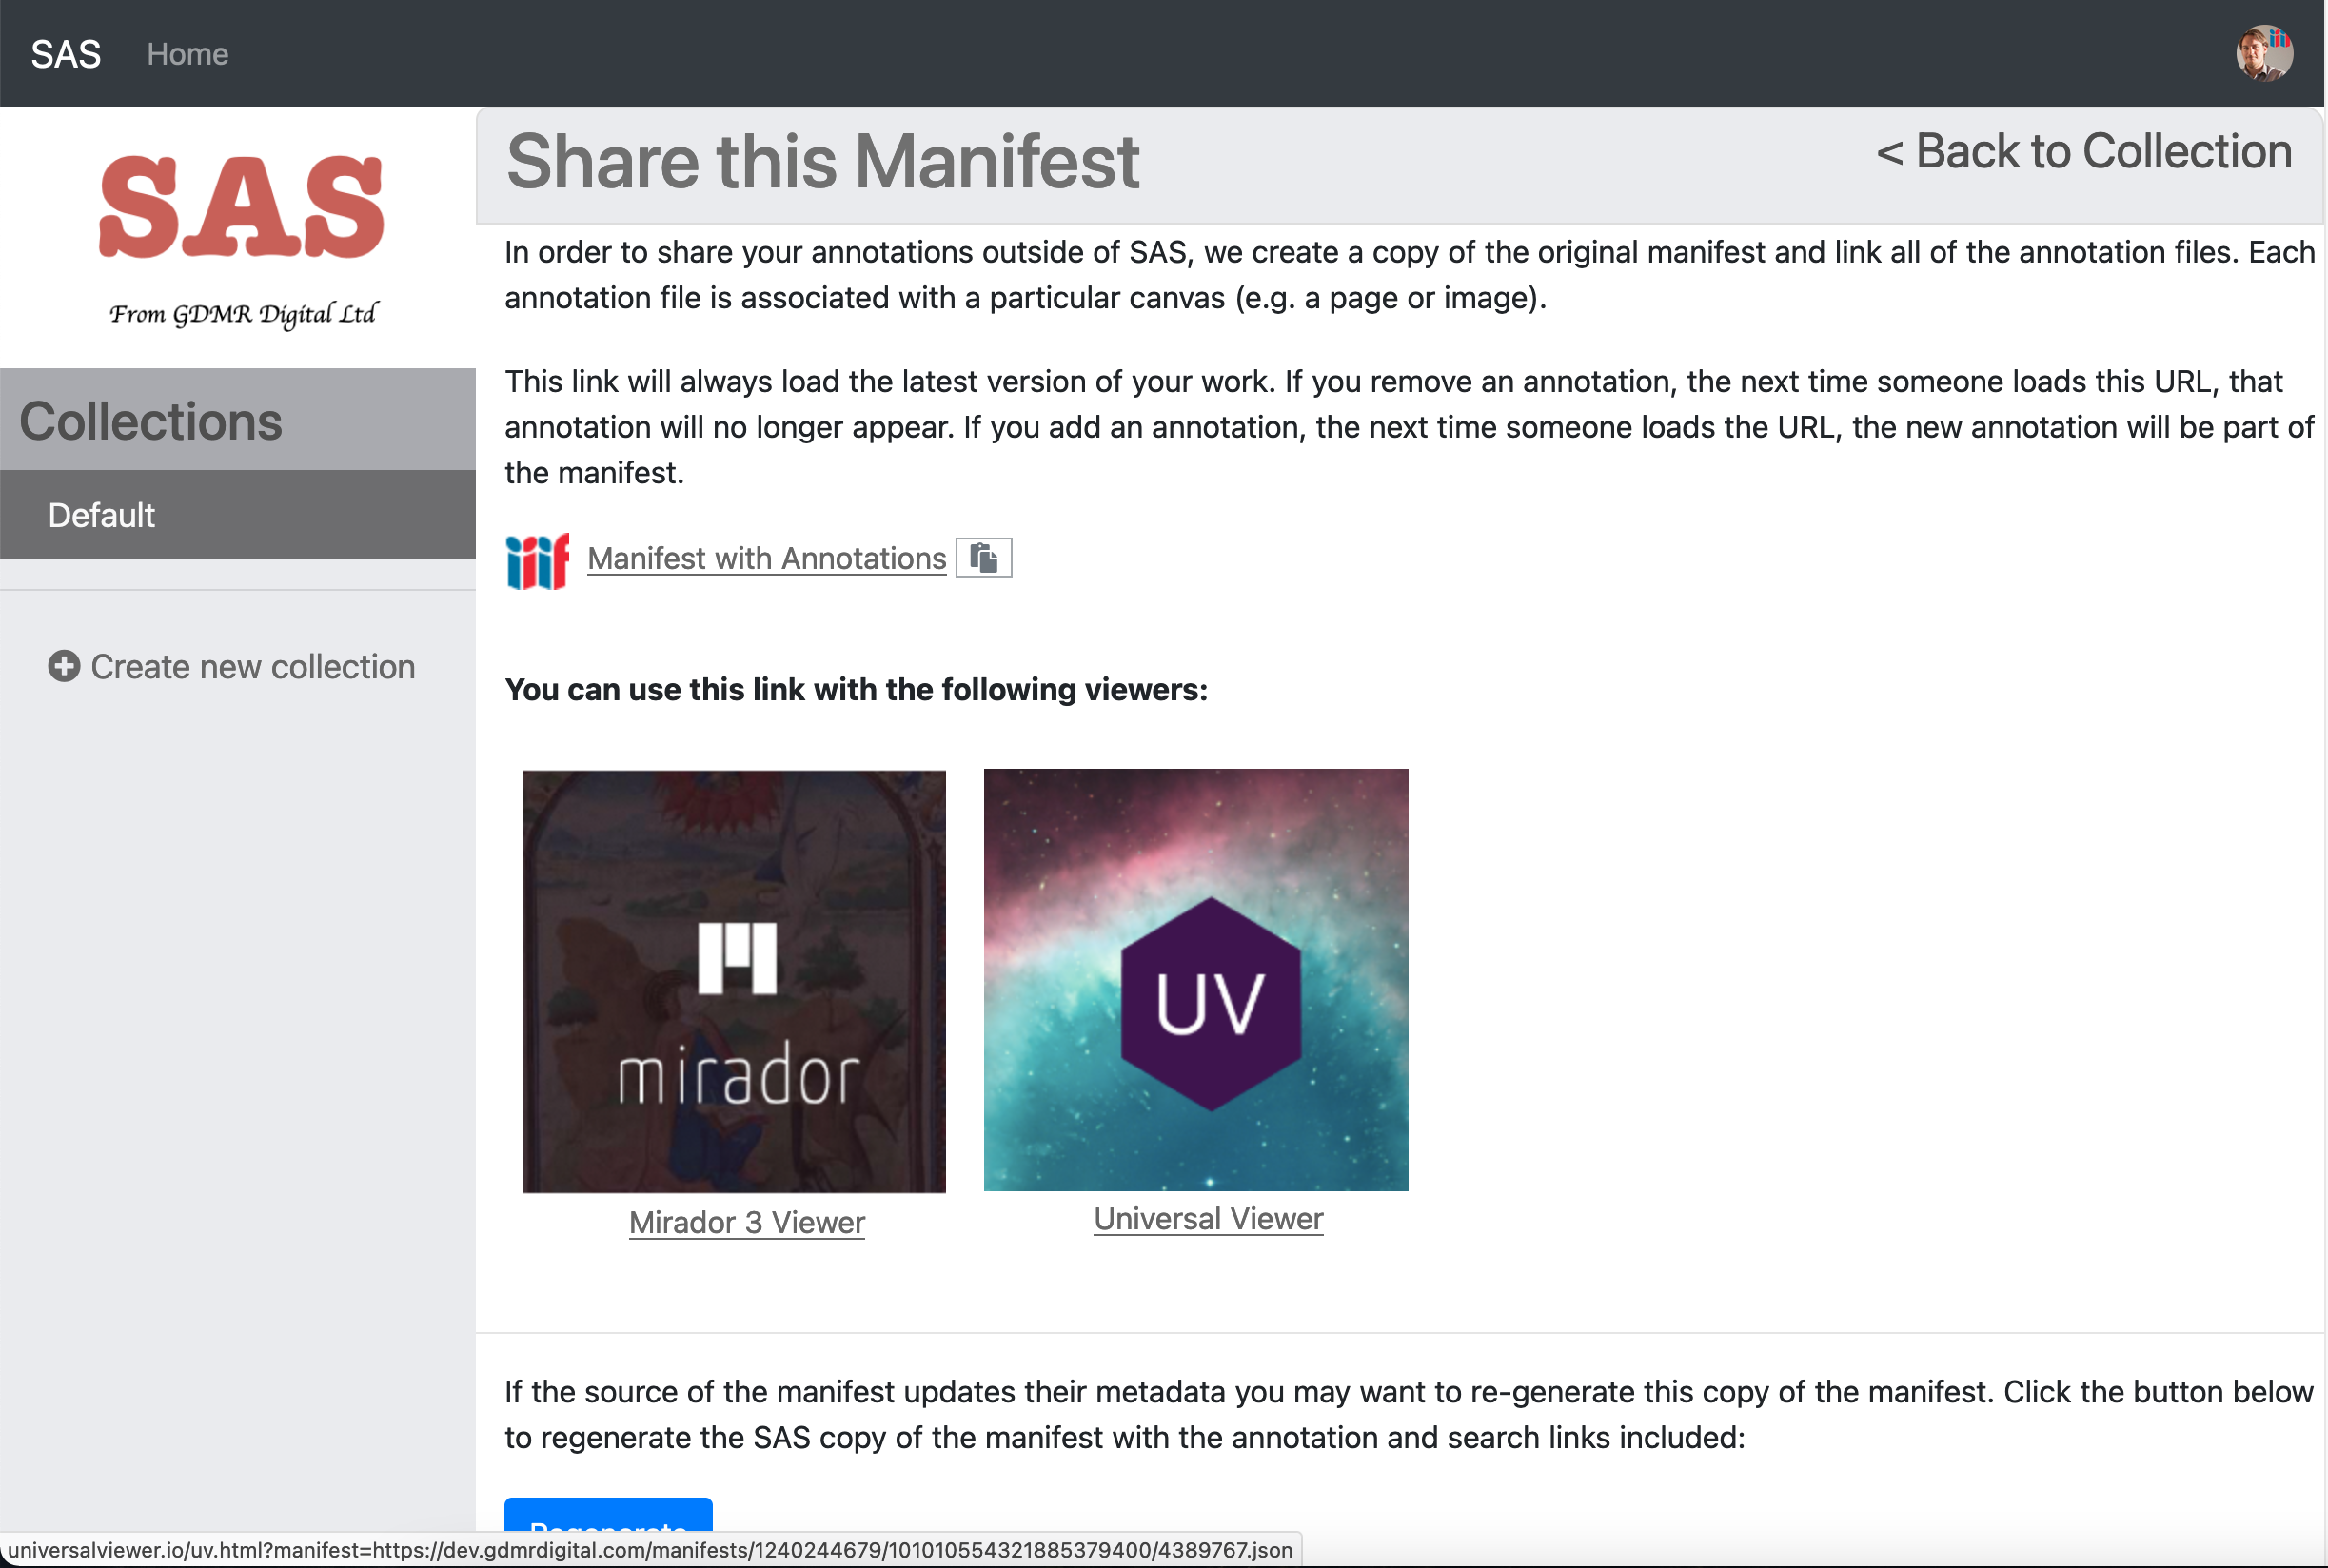 SAS Home
SAS
From GDMR Digital Ltd
Collections
Default
Create new collection
Share this Manifest
< Back to Collection
In order to share your annotations outside of SAS, we create a copy of the original manifest and link all of the annotation files. Each
annotation file is associated with a particular canvas (e.g. a page or image).
This link will always load the latest version of your work. If you remove an annotation, the next time someone loads this URL, that
annotation will no longer appear. If you add an annotation, the next time someone loads the URL, the new annotation will be part of
the manifest.
iiif Manifest with Annotations
You can use this link with the following viewers:
mirador
UV
Mirador 3 Viewer
Universal Viewer
If the source of the manifest updates their metadata you may want to re-generate this copy of the manifest. Click the button below
to regenerate the SAS copy of the manifest with the annotation and search links included:
Regenerate
universalviewer.io/uv.html?manifest=https://dev.gdmrdigital.com/manifests/1240244679/101010554321885379400/4389767.json